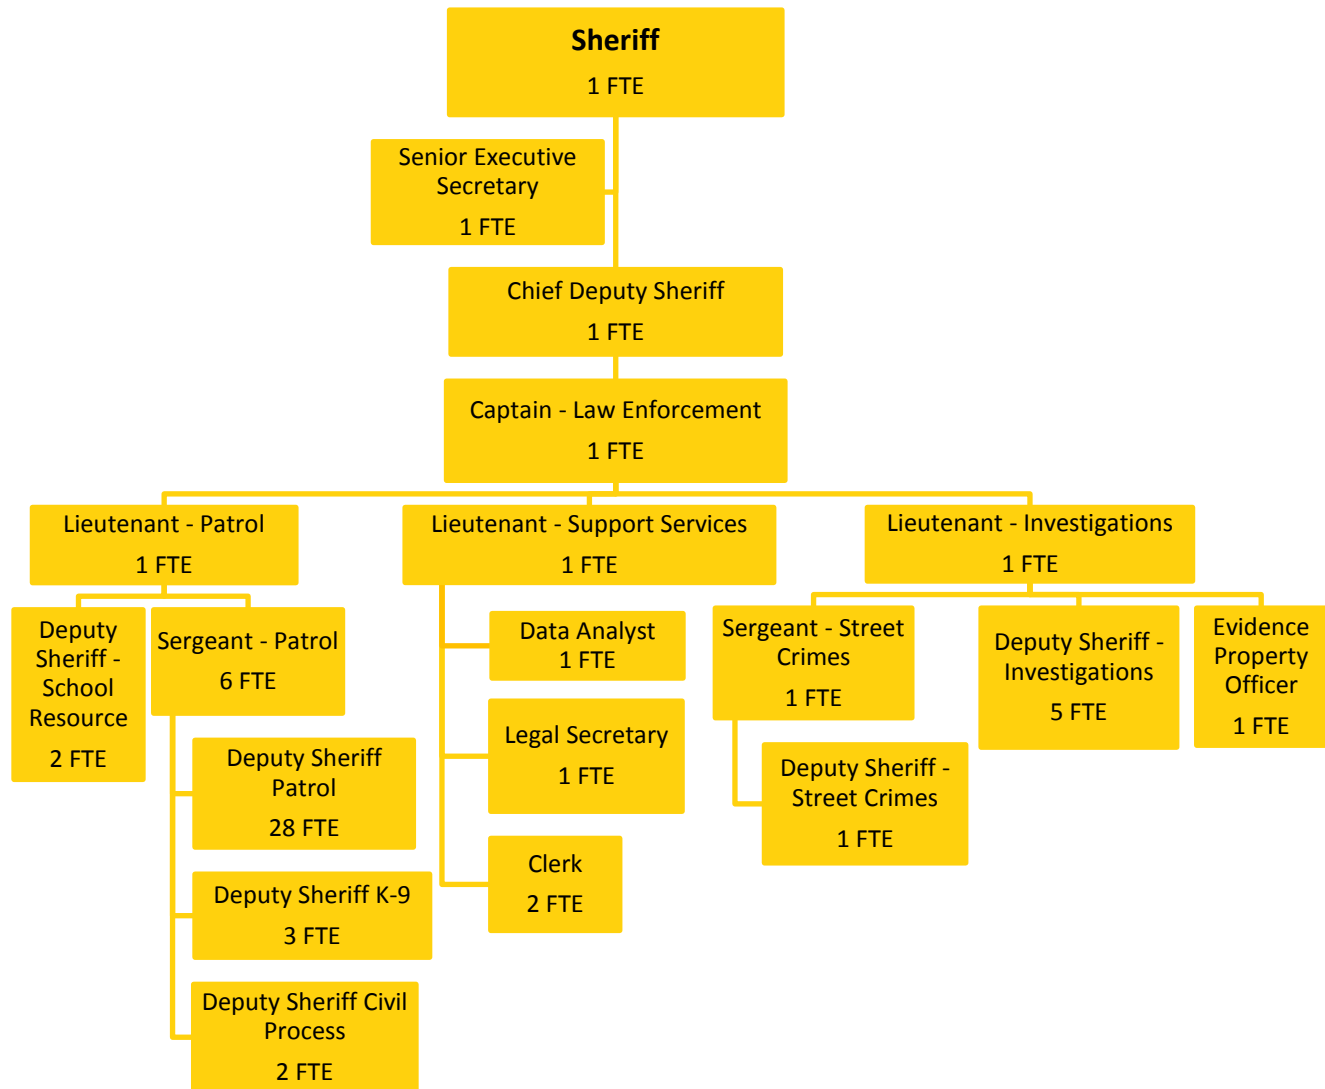 Sheriff
1 FTE
Senior Executive
Secretary
1 FTE
Chief Deputy Sheriff
1 FTE
Captain - Law Enforcement
1 FTE
Lieutenant - Patrol
1 FTE
Lieutenant - Support Services
1 FTE
Lieutenant - Investigations
1 FTE
Deputy
Sheriff -
School
Resource
2 FTE
Sergeant - Patrol
6 FTE
Deputy Sheriff
Patrol
28 FTE
Deputy Sheriff K-9
3 FTE
Deputy Sheriff Civil
Process
2 FTE
Data Analyst
1 FTE
Legal Secretary
1 FTE
Clerk
2 FTE
Sergeant - Street
Crimes
1 FTE
Deputy Sheriff -
Street Crimes
1 FTE
Deputy Sheriff -
Investigations
5 FTE
Evidence
Property
Officer
1 FTE